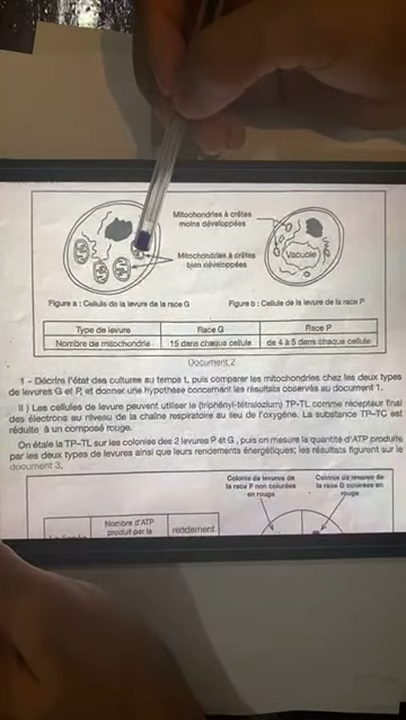 Mitochondries à crêtes
moins développées
Vacuole
Mitochondries à crêtes
bien développées
Figure a : Cellule de la levure de la race G
Figure b : Cellule de la levure de la race P
Type de levure Race G Race P
Nombre de mitochondrie 15 dans chaque cellule de 4 à 5 dans chaque cellule
Document 2
1 - Décrire l'état des cultures au temps t, puis comparer les mitochondries chez les deux types
de levures G et P, et donner une hypothèse concernant les résultats observés au document 1.
II ) Les cellules de levure peuvent utiliser le (triphényl-tétralozium) TP-TL comme récepteur final
des électrons au niveau de la chaîne respiratoire au lieu de l'oxygène. La substance TP-TC est
réduite à un composé rouge.
On étale la TP-TL sur les colonies des 2 levures P et G , puis on mesure la quantité d'ATP produite
par les deux types de levures ainsi que leurs rendements énergétiques; les résultats figurent sur le
document 3.
Colonie de levures de
la race P non colorées
en rouge
Colonie de levures de
la race G colorées en
rouge
Nombre d'ATP
produit par la
rendement